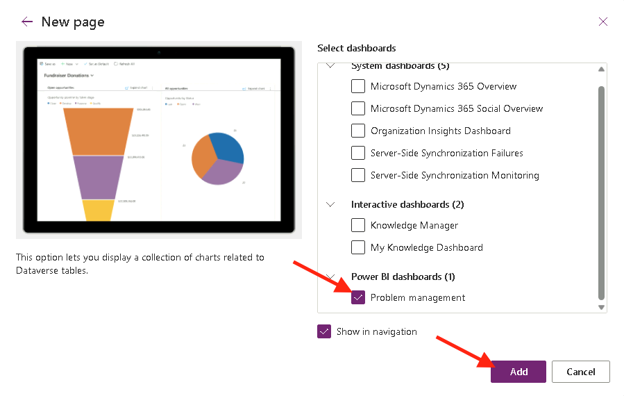 New page
Fundraiser Donations
Select dashboards
System dashboards (5)
Microsoft Dynamics 365 Overview
Microsoft Dynamics 365 Social Overview
Organization Insights Dashboard
Server-Side Synchronization Failures
Server-Side Synchronization Monitoring
Interactive dashboards (2)
Knowledge Manager
My Knowledge Dashboard
Power BI dashboards (1)
Problem management
This option lets you display a collection of charts related to
Dataverse tables.
Show in navigation
Add
Cancel